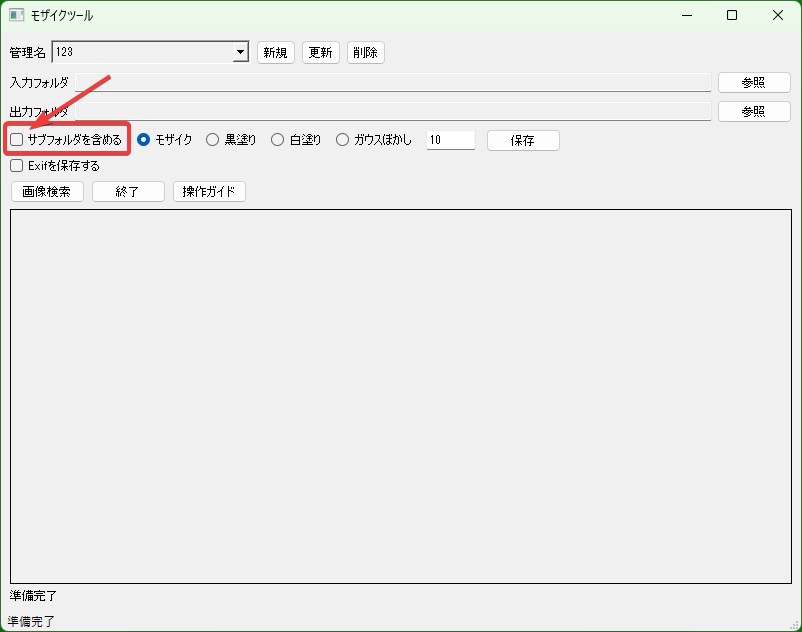 モザイクツール
管理名 123 新規 更新 削除
入力フォルダ 参照
出力フォルダ 参照
サブフォルダを含める モザイク 黒塗り 白塗り ガウスぼかし 10 保存
Exifを保存する
画像検索 終了 操作ガイド
準備完了
準備完了